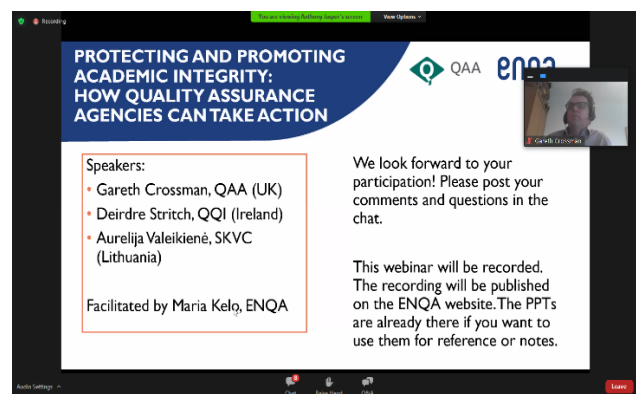 Recording
You are viewing Anthony Jasper's screen
View Options
PROTECTING AND PROMOTING
ACADEMIC INTEGRITY:
HOW QUALITY ASSURANCE
AGENCIES CAN TAKE ACTION
QAA
enqa
Gareth Crossman
Speakers:
• Gareth Crossman, QAA (UK)
• Deirdre Stritch, QQI (Ireland)
• Aurelija Valeikienė, SKVC
(Lithuania)
Facilitated by Maria Kelo, ENQA
We look forward to your
participation! Please post your
comments and questions in the
chat.
This webinar will be recorded.
The recording will be published
on the ENQA website. The PPTs
are already there if you want to
use them for reference or notes.
Audio Settings
8
Chat
Raise Hand
Q&A
Leave